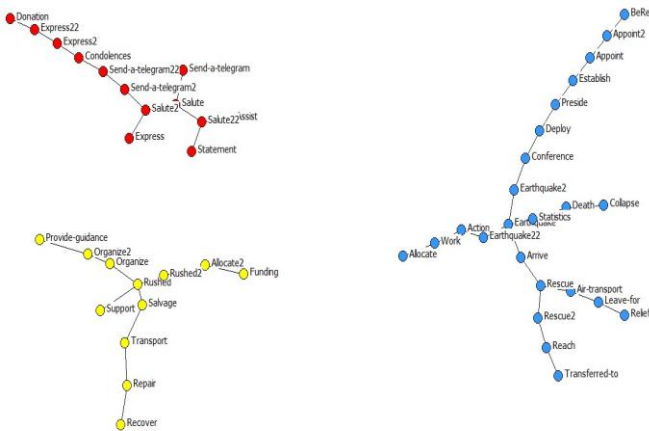 Donation
Express22
Express2
Condolences
Send-a-telegram22
Send-a-telegram
Send-a-telegram2
Salute
Salute2
Salute22
Express
Statement
Provide-guidance
Organize2
Organize
Rushed
Rushed2
Allocate2
Funding
Support
Salvage
Transport
Repair
Recover
BeRe
Appoint2
Appoint
Establish
Preside
Deploy
Conference
Earthquake2
Death
Collapse
Statistics
Action
Earthquake22
Work
Allocate
Arrive
Rescue
Air-transport
Leave-for
Relief
Rescue2
Reach
Transferred-to